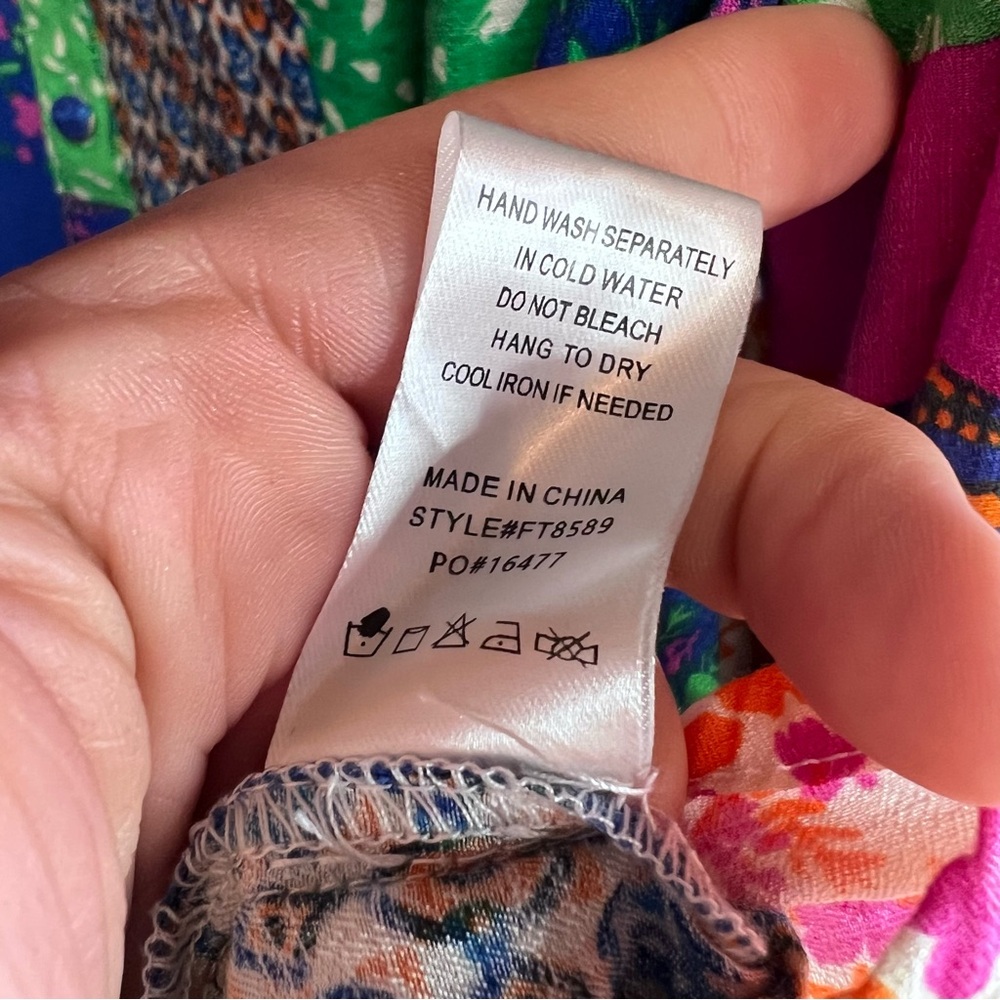 HAND WASH SEPARATELY
IN COLD WATER
DO NOT BLEACH
HANG TO DRY
COOL IRON IF NEEDED
MADE IN CHINA
STYLE#FT8589
PO#16477